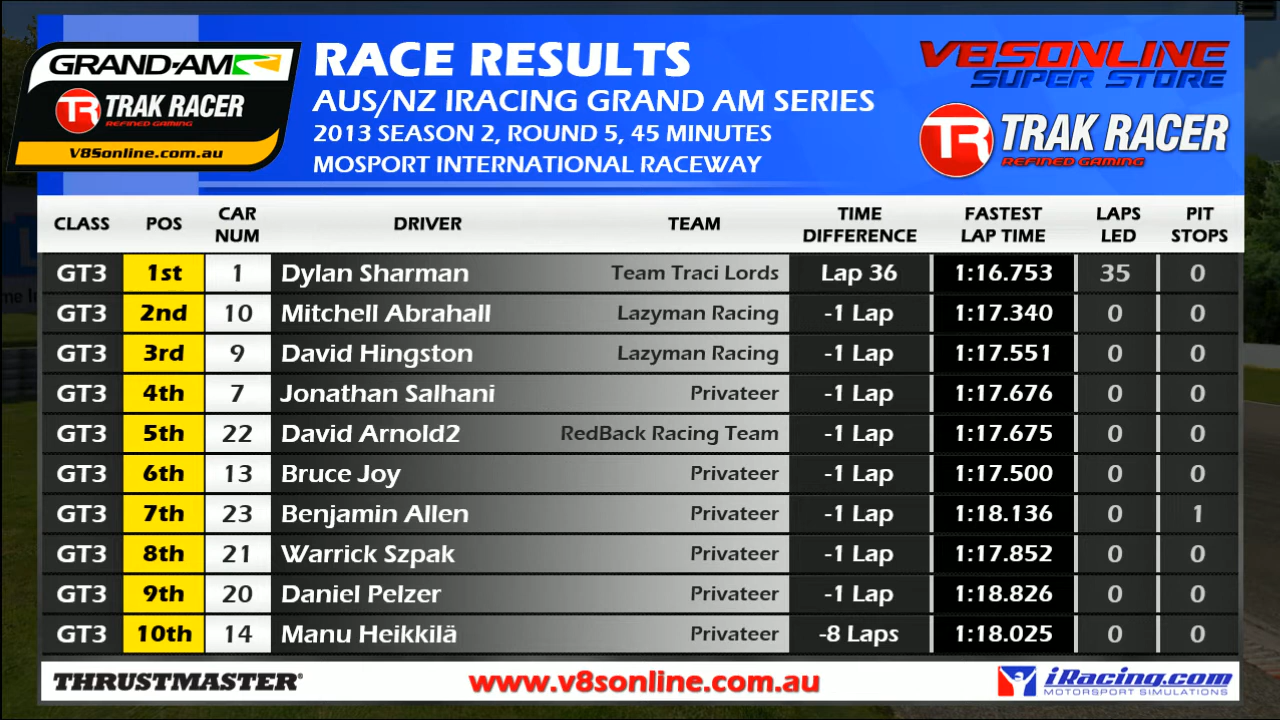 GRAND-AM
TR TRAK RACER
REFINED GAMING
V8Sonline.com.au
RACE RESULTS
AUS/NZ IRACING GRAND AM SERIES
2013 SEASON 2, ROUND 5, 45 MINUTES
MOSPORT INTERNATIONAL RACEWAY
V8SONLINE
SUPER STORE
TR TRAK RACER
REFINED GAMING
CLASS POS CAR NUM DRIVER TEAM TIME DIFFERENCE FASTEST LAP TIME LAPS LED PIT STOPS
GT3 1st 1 Dylan Sharman Team Traci Lords Lap 36 1:16.753 35 0
GT3 2nd 10 Mitchell Abrahall Lazyman Racing -1 Lap 1:17.340 0 0
GT3 3rd 9 David Hingston Lazyman Racing -1 Lap 1:17.551 0 0
GT3 4th 7 Jonathan Salhani Privateer -1 Lap 1:17.676 0 0
GT3 5th 22 David Arnold2 RedBack Racing Team -1 Lap 1:17.675 0 0
GT3 6th 13 Bruce Joy Privateer -1 Lap 1:17.500 0 0
GT3 7th 23 Benjamin Allen Privateer -1 Lap 1:18.136 0 1
GT3 8th 21 Warrick Szpak Privateer -1 Lap 1:17.852 0 0
GT3 9th 20 Daniel Pelzer Privateer -1 Lap 1:18.826 0 0
GT3 10th 14 Manu Heikkilä Privateer -8 Laps 1:18.025 0 0
THRUSTMASTER® www.v8sonline.com.au iRacing.com
MOTORSPORT SIMULATIONS